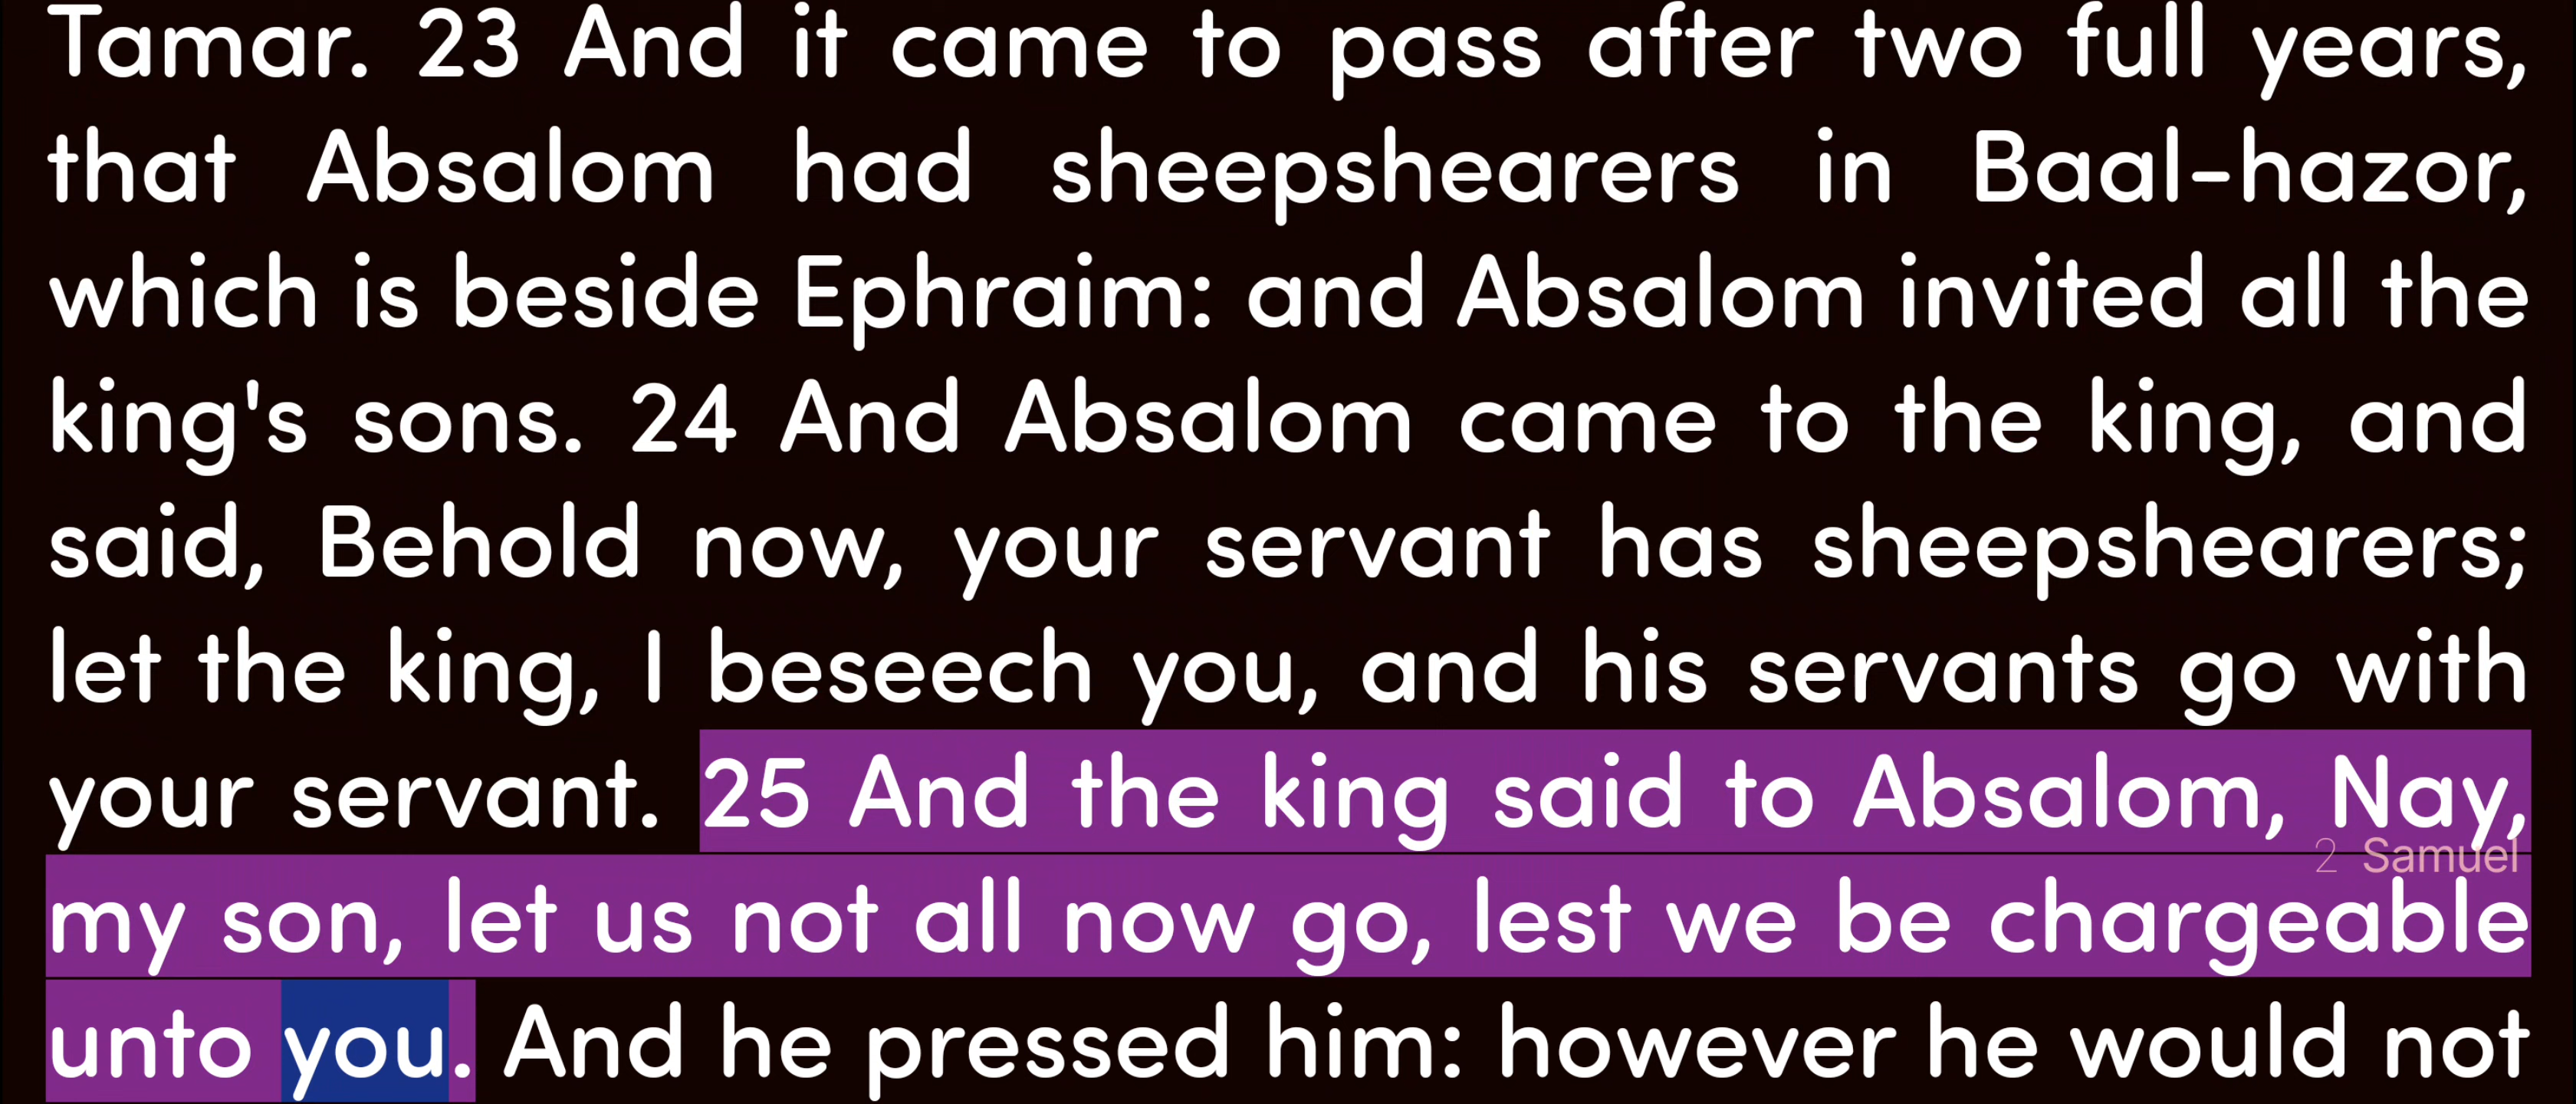 Tamar. 23 And it came to pass after two full years,
that Absalom had sheepshearers in Baal-hazor,
which is beside Ephraim: and Absalom invited all the
king's sons. 24 And Absalom came to the king, and
said, Behold now, your servant has sheepshearers;
let the king, I beseech you, and his servants go with
your servant. 25 And the king said to Absalom, Nay,
2 Samuel
my son, let us not all now go, lest we be chargeable
unto you. And he pressed him: however he would not